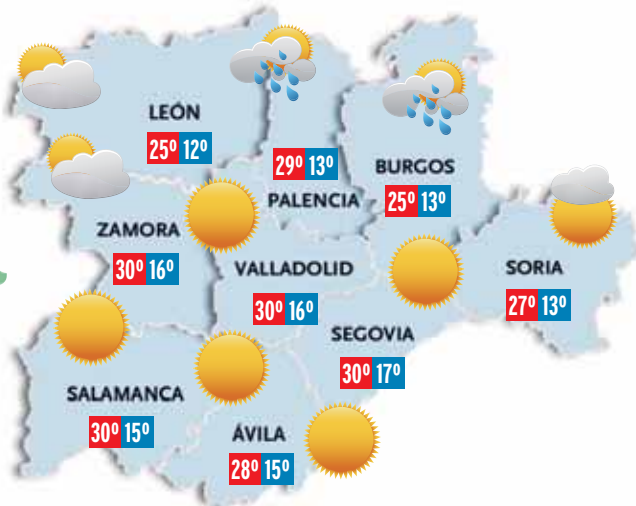 LEÓN
25º 12º
29º 13º
PALENCIA
BURGOS
25º 13º
ZAMORA
30º 16º
VALLADOLID
30º 16º
SORIA
27º 13º
SEGOVIA
30º 17º
SALAMANCA
30º 15º
ÁVILA
28º 15º